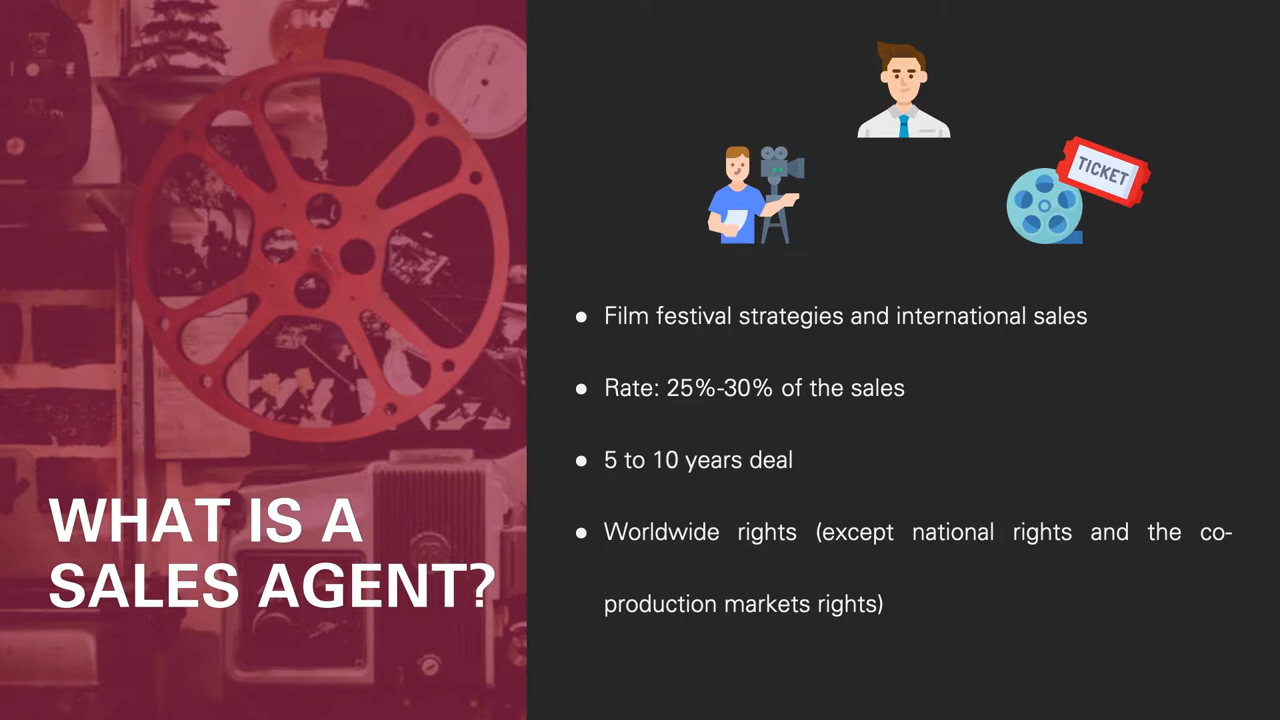 TICKET
● Film festival strategies and international sales
● Rate: 25%-30% of the sales
● 5 to 10 years deal
● Worldwide rights (except national rights and the co-
production markets rights)
WHAT IS A
SALES AGENT?